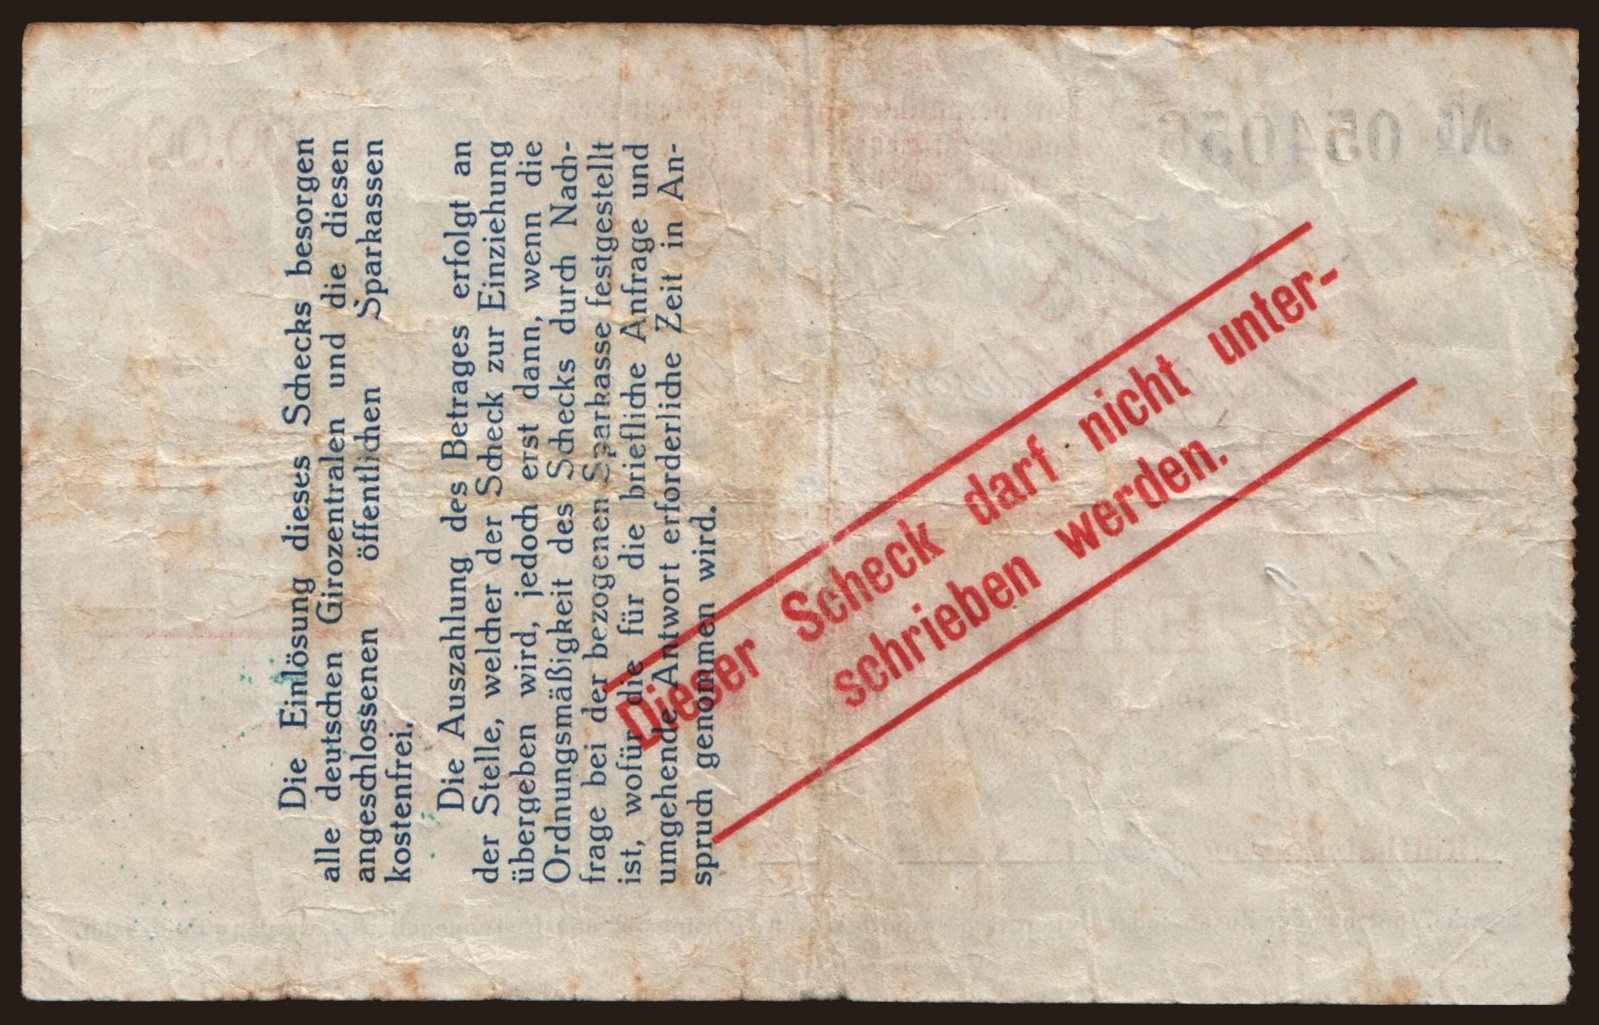 Die Einlösung dieses Schecks besorgen
alle deutschen Girozentralen und die diesen
angeschlossenen öffentlichen Sparkassen
kostenfrei.
Die Auszahlung des Betrages erfolgt an
der Stelle, welcher der Scheck zur Einziehung
übergeben wird, jedoch erst dann, wenn die
Ordnungsmäßigkeit des Schecks durch Nach-
frage bei der bezogenen Sparkasse festgestellt
ist, wofür die für die briefliche Anfrage und
umgehende Antwort erforderliche Zeit in An-
spruch genommen wird.
Dieser Scheck darf nicht unter-
schrieben werden.
№